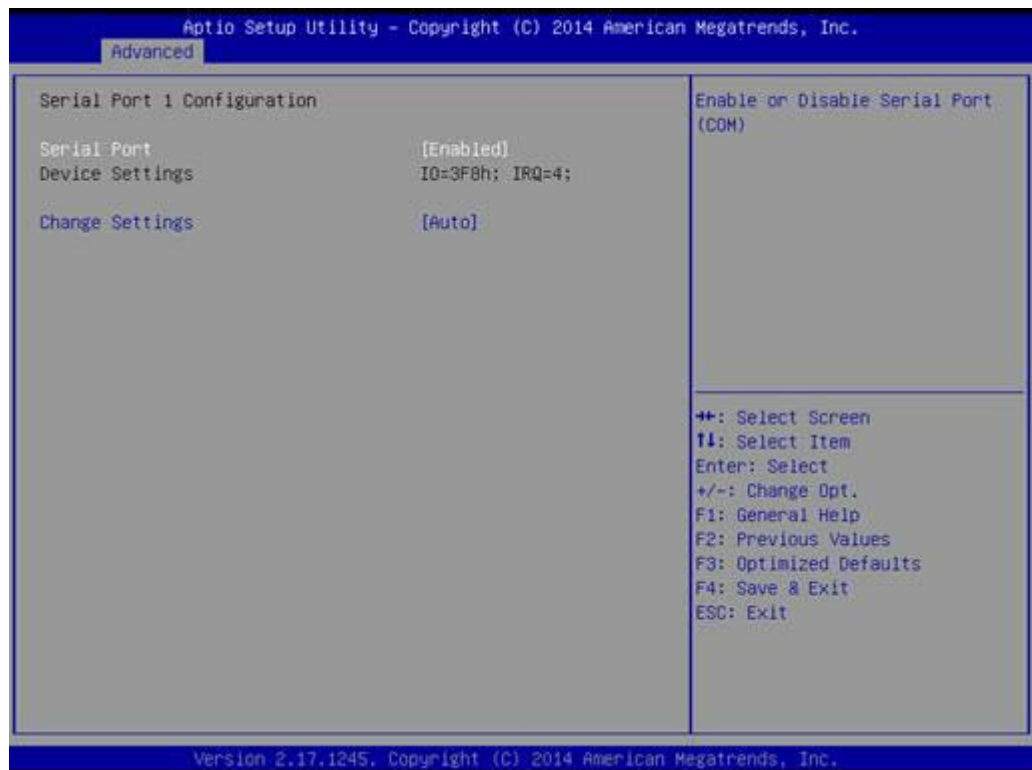 Aptio Setup Utility – Copyright (C) 2014 American Megatrends, Inc.
Advanced
Serial Port 1 Configuration
Serial Port [Enabled]
Device Settings IO=3F8h; IRQ=4;
Change Settings [Auto]
Enable or Disable Serial Port
(COM)
→←: Select Screen
↑↓: Select Item
Enter: Select
+/-: Change Opt.
F1: General Help
F2: Previous Values
F3: Optimized Defaults
F4: Save & Exit
ESC: Exit
Version 2.17.1245. Copyright (C) 2014 American Megatrends, Inc.